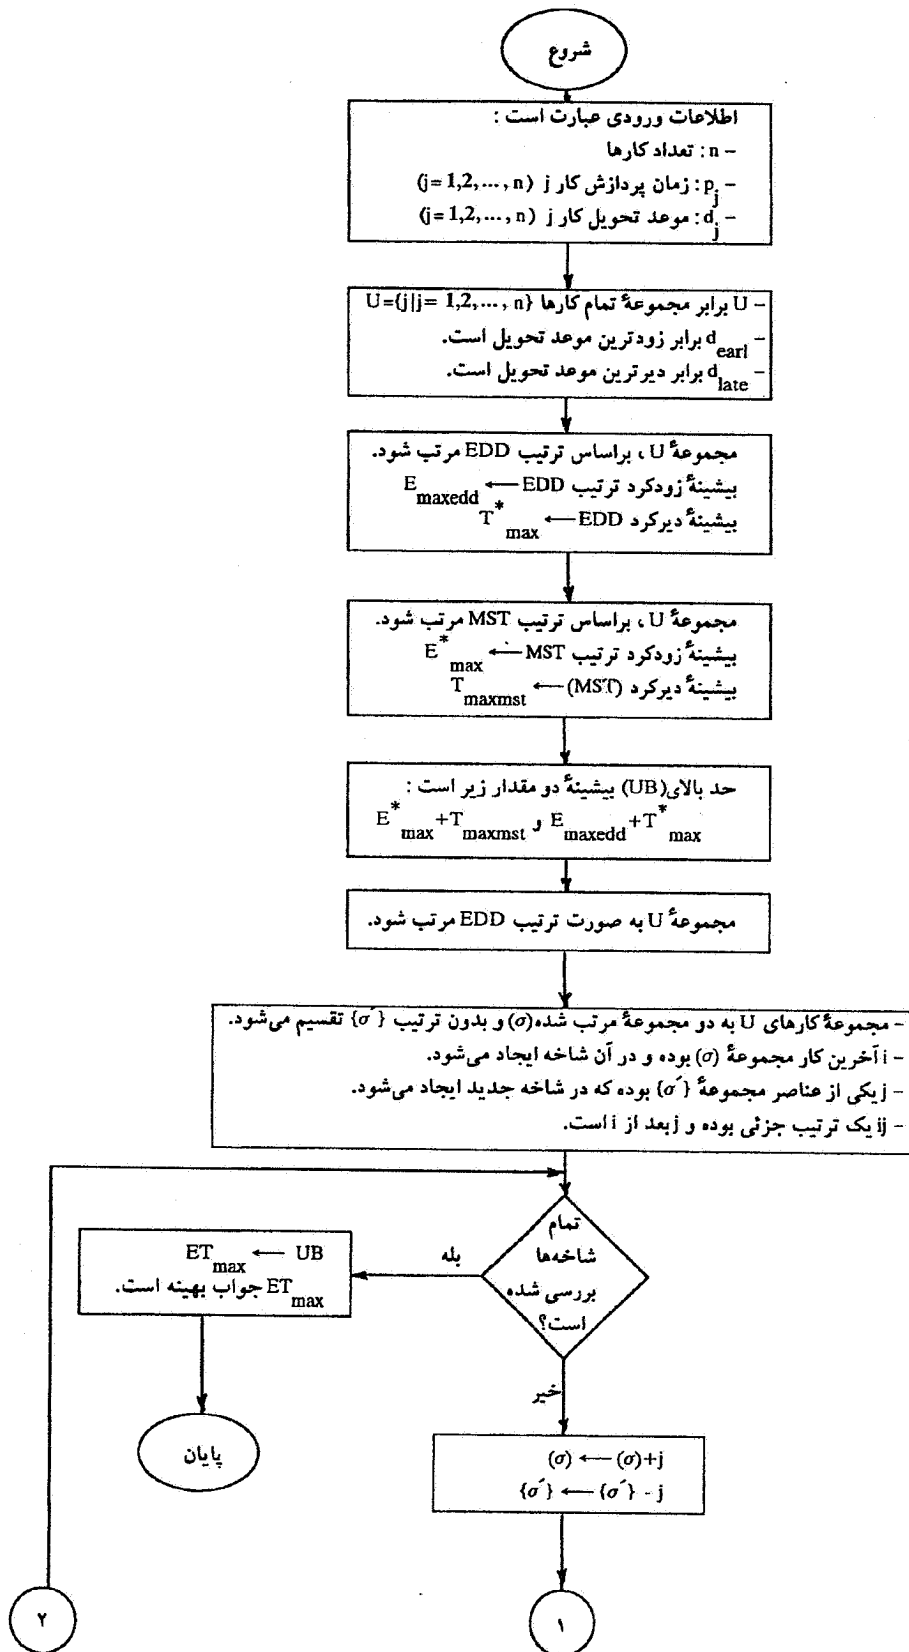 شروع
اطلاعات ورودی عبارت است :
– n : تعداد کارها
– p_j : زمان پردازش کار j (j= 1,2, ... , n)
– d_j : موعد تحویل کار j (j= 1,2, ... , n)
– U برابر مجموعهٔ تمام کارها U={j|j= 1,2, ... , n}
– d_earl برابر زودترین موعد تحویل است.
– d_late برابر دیرترین موعد تحویل است.
مجموعهٔ U ، براساس ترتیب EDD مرتب شود.
بیشینهٔ زودکرد ترتیب E_maxedd ← EDD
بیشینهٔ دیرکرد T*_max ← EDD
مجموعهٔ U ، براساس ترتیب MST مرتب شود.
بیشینهٔ زودکرد ترتیب E*_max ← MST
بیشینهٔ دیرکرد T_maxmst ← (MST)
حد بالای (UB) بیشینهٔ دو مقدار زیر است :
E*_max+T_maxmst و E_maxedd+T*_max
مجموعهٔ U به صورت ترتیب EDD مرتب شود.
– مجموعهٔ کارهای U به دو مجموعهٔ مرتب شده (σ) و بدون ترتیب {σ´} تقسیم می‌شود.
– i آخرین کار مجموعهٔ (σ) بوده و در آن شاخه ایجاد می‌شود.
– j یکی از عناصر مجموعهٔ {σ´} بوده که در شاخه جدید ایجاد می‌شود.
– ij یک ترتیب جزئی بوده و j بعد از i است.
تمام
شاخه‌ها
بررسی شده
است؟
بله
ET_max ← UB
ET_max جواب بهینه است.
پایان
خیر
(σ) ← (σ)+j
{σ´} ← {σ´} - j
۲
۱